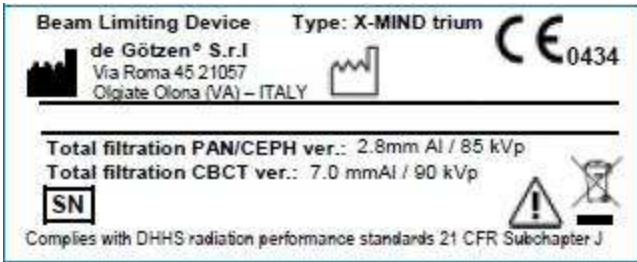 Beam Limiting Device Type: X-MIND trium
de Götzen® S.r.l
Via Roma 45 21057
Olgiate Olona (VA) – ITALY
CE 0434
Total filtration PAN/CEPH ver.: 2.8mm Al / 85 kVp
Total filtration CBCT ver.: 7.0 mmAl / 90 kVp
SN
Complies with DHHS radiation performance standards 21 CFR Subchapter J